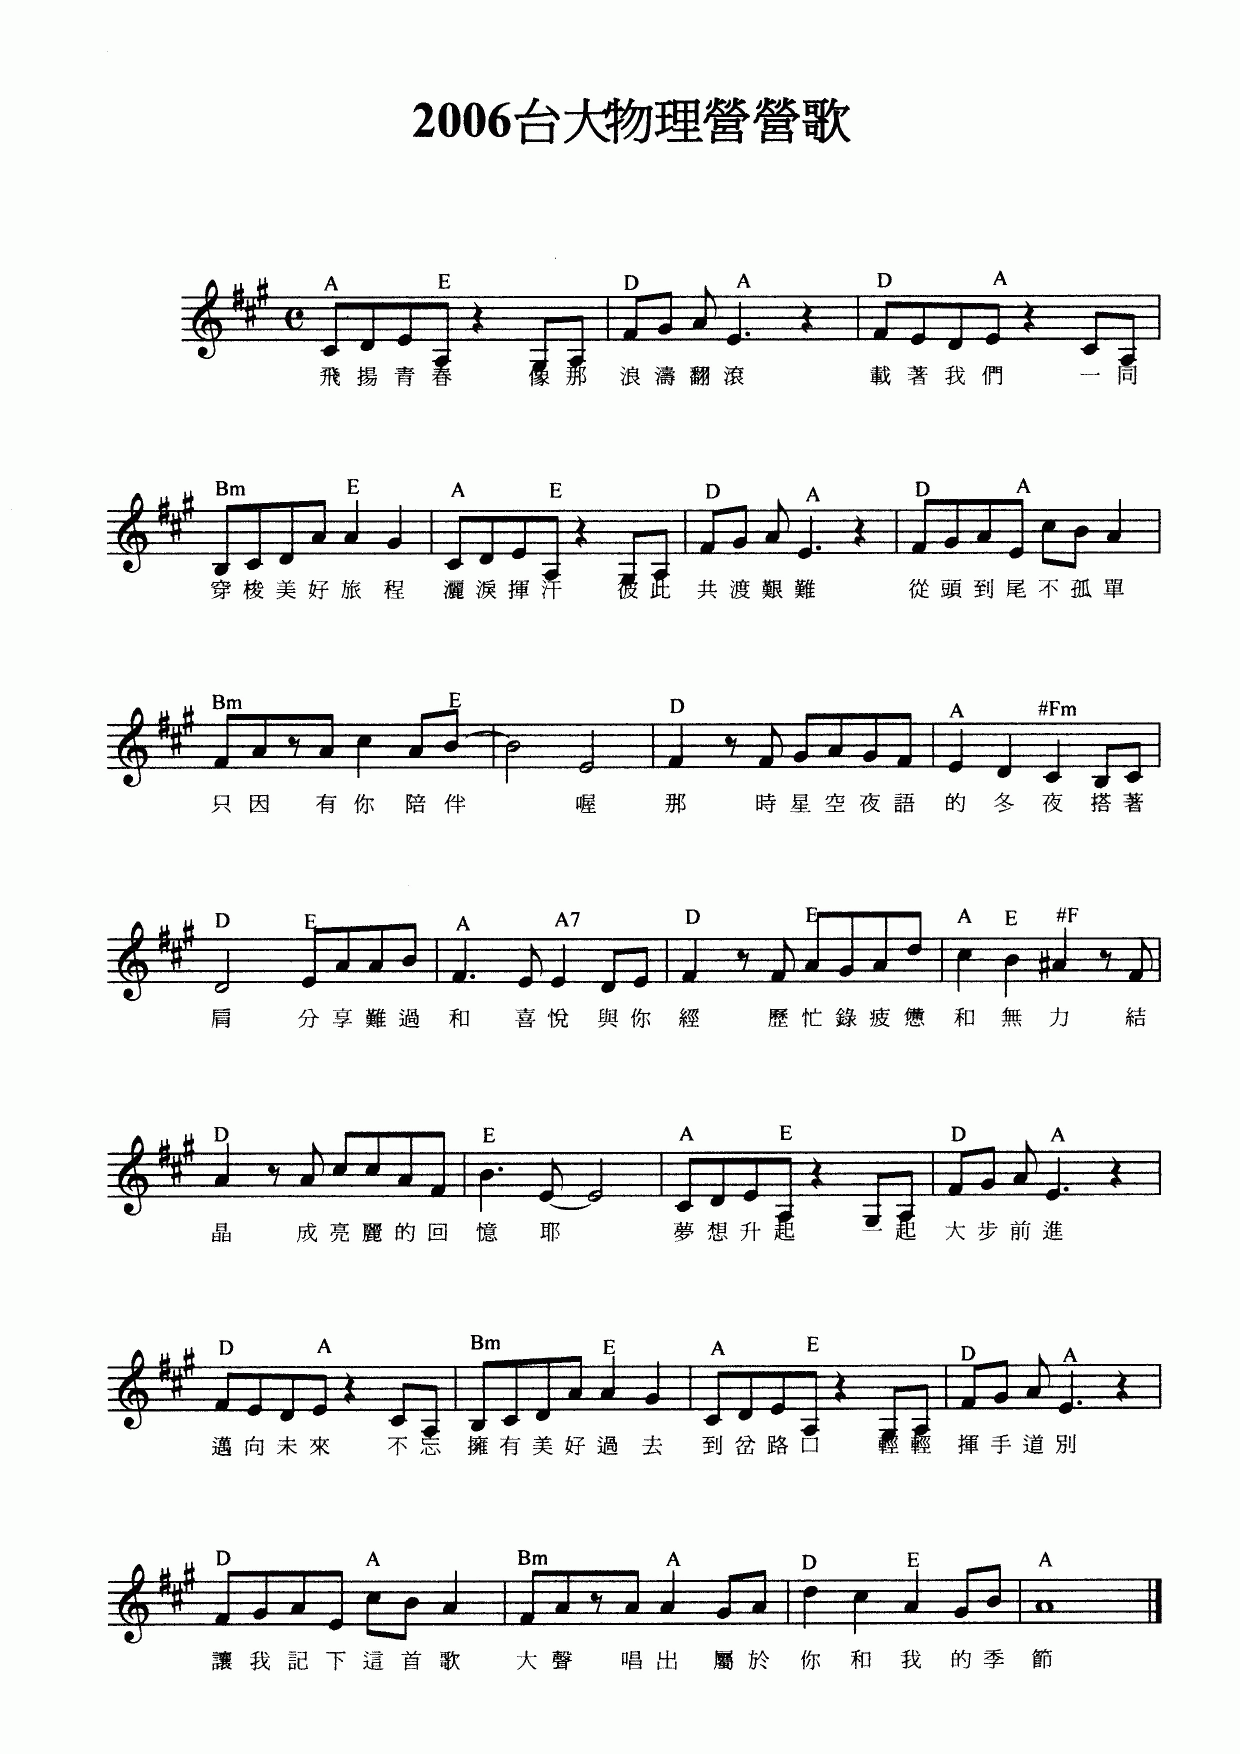 2006台大物理營營歌
A E D A D A
飛揚青春 像那 浪濤翻滾 載著我們 一同
Bm E A E D A D A
穿梭美好旅程 灑淚揮汗 彼此 共渡艱難 從頭到尾不孤單
Bm E D A #Fm
只因 有你 陪伴 喔 那 時星空夜語的冬夜搭著
D E A A7 D E A E #F
肩 分享難過和 喜悅與你經 歷忙錄疲憊和無力 結
D E A E D A
晶 成亮麗的回憶 耶 夢想升起 一起 大步前進
D A Bm E A E D A
邁向未來 不忘 擁有美好過去 到岔路口 輕輕 揮手道別
D A Bm A D E A
讓我記下這首歌 大聲 唱出 屬於 你和我的季節